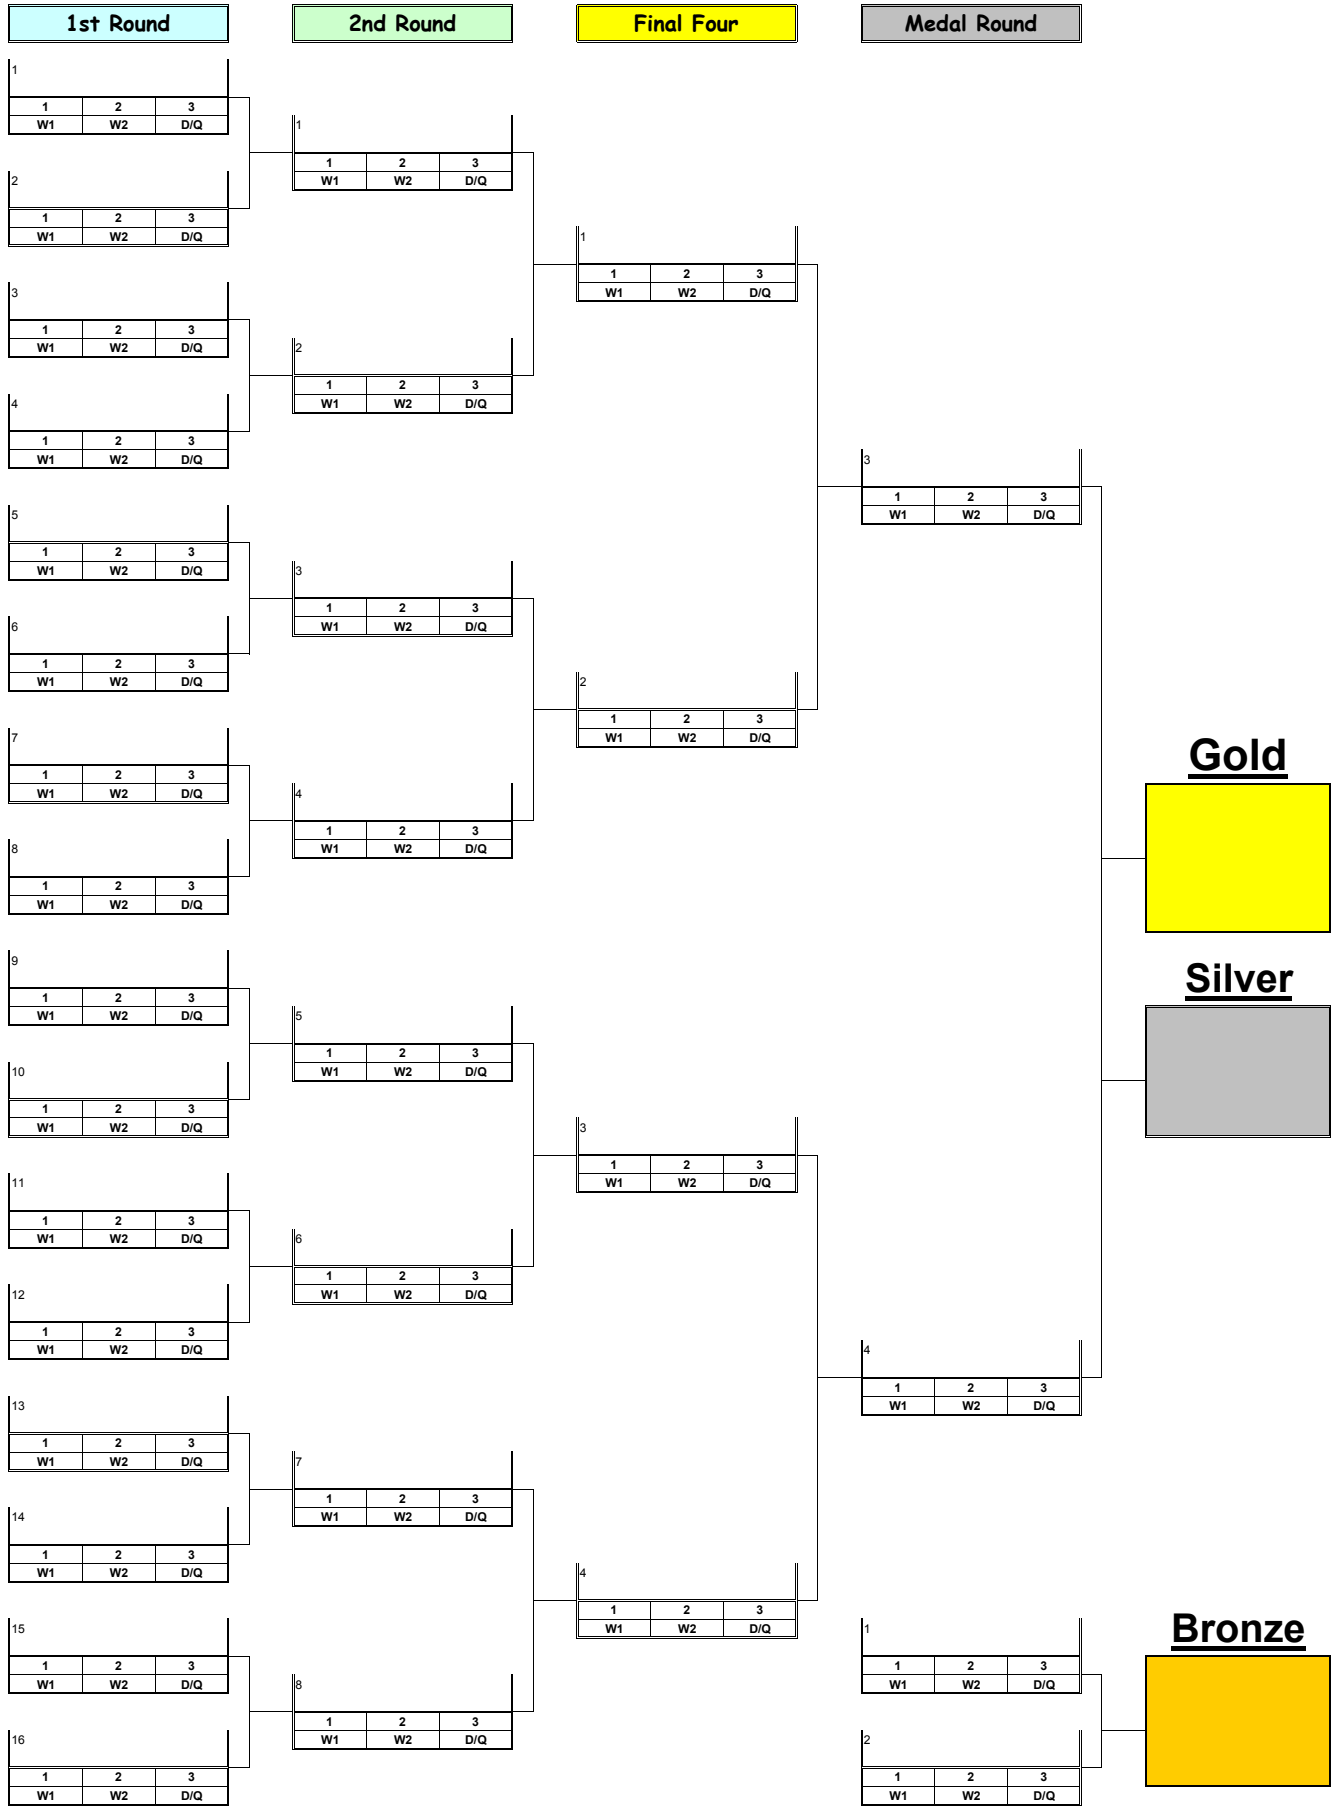 1st Round 2nd Round Final Four Medal Round
1
1 2 3
W1 W2 D/Q
2
1 2 3
W1 W2 D/Q
3
1 2 3
W1 W2 D/Q
4
1 2 3
W1 W2 D/Q
5
1 2 3
W1 W2 D/Q
6
1 2 3
W1 W2 D/Q
7
1 2 3
W1 W2 D/Q
8
1 2 3
W1 W2 D/Q
9
1 2 3
W1 W2 D/Q
10
1 2 3
W1 W2 D/Q
11
1 2 3
W1 W2 D/Q
12
1 2 3
W1 W2 D/Q
13
1 2 3
W1 W2 D/Q
14
1 2 3
W1 W2 D/Q
15
1 2 3
W1 W2 D/Q
16
1 2 3
W1 W2 D/Q
1
1 2 3
W1 W2 D/Q
2
1 2 3
W1 W2 D/Q
3
1 2 3
W1 W2 D/Q
4
1 2 3
W1 W2 D/Q
5
1 2 3
W1 W2 D/Q
6
1 2 3
W1 W2 D/Q
7
1 2 3
W1 W2 D/Q
8
1 2 3
W1 W2 D/Q
1
1 2 3
W1 W2 D/Q
2
1 2 3
W1 W2 D/Q
3
1 2 3
W1 W2 D/Q
4
1 2 3
W1 W2 D/Q
3
1 2 3
W1 W2 D/Q
4
1 2 3
W1 W2 D/Q
1
1 2 3
W1 W2 D/Q
2
1 2 3
W1 W2 D/Q
Gold
Silver
Bronze